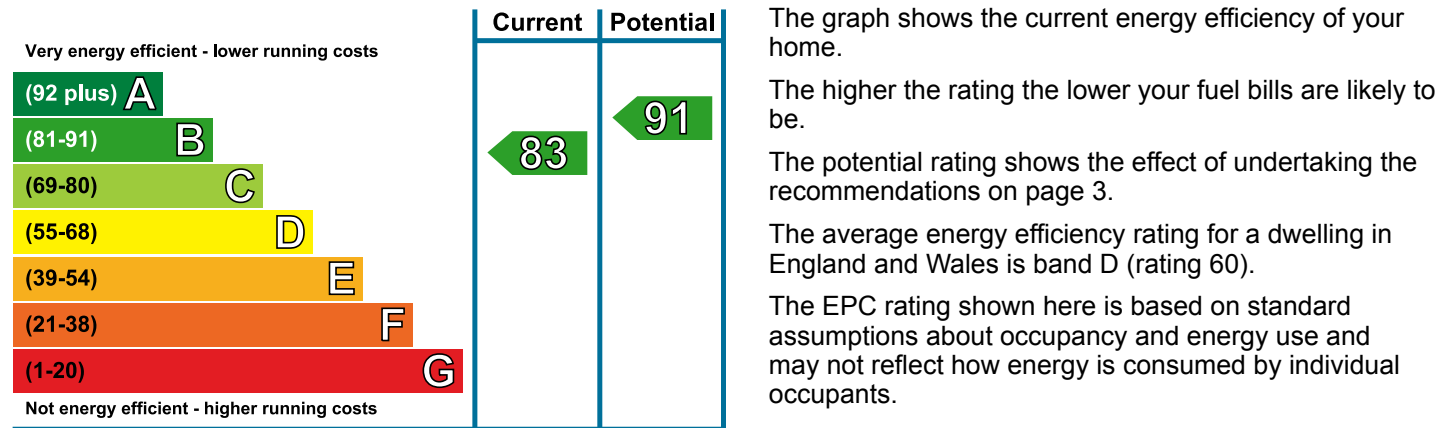 Current Potential
Very energy efficient - lower running costs
(92 plus) A
(81-91) B
(69-80) C
(55-68) D
(39-54) E
(21-38) F
(1-20) G
Not energy efficient - higher running costs
83
91
The graph shows the current energy efficiency of your
home.
The higher the rating the lower your fuel bills are likely to
be.
The potential rating shows the effect of undertaking the
recommendations on page 3.
The average energy efficiency rating for a dwelling in
England and Wales is band D (rating 60).
The EPC rating shown here is based on standard
assumptions about occupancy and energy use and
may not reflect how energy is consumed by individual
occupants.